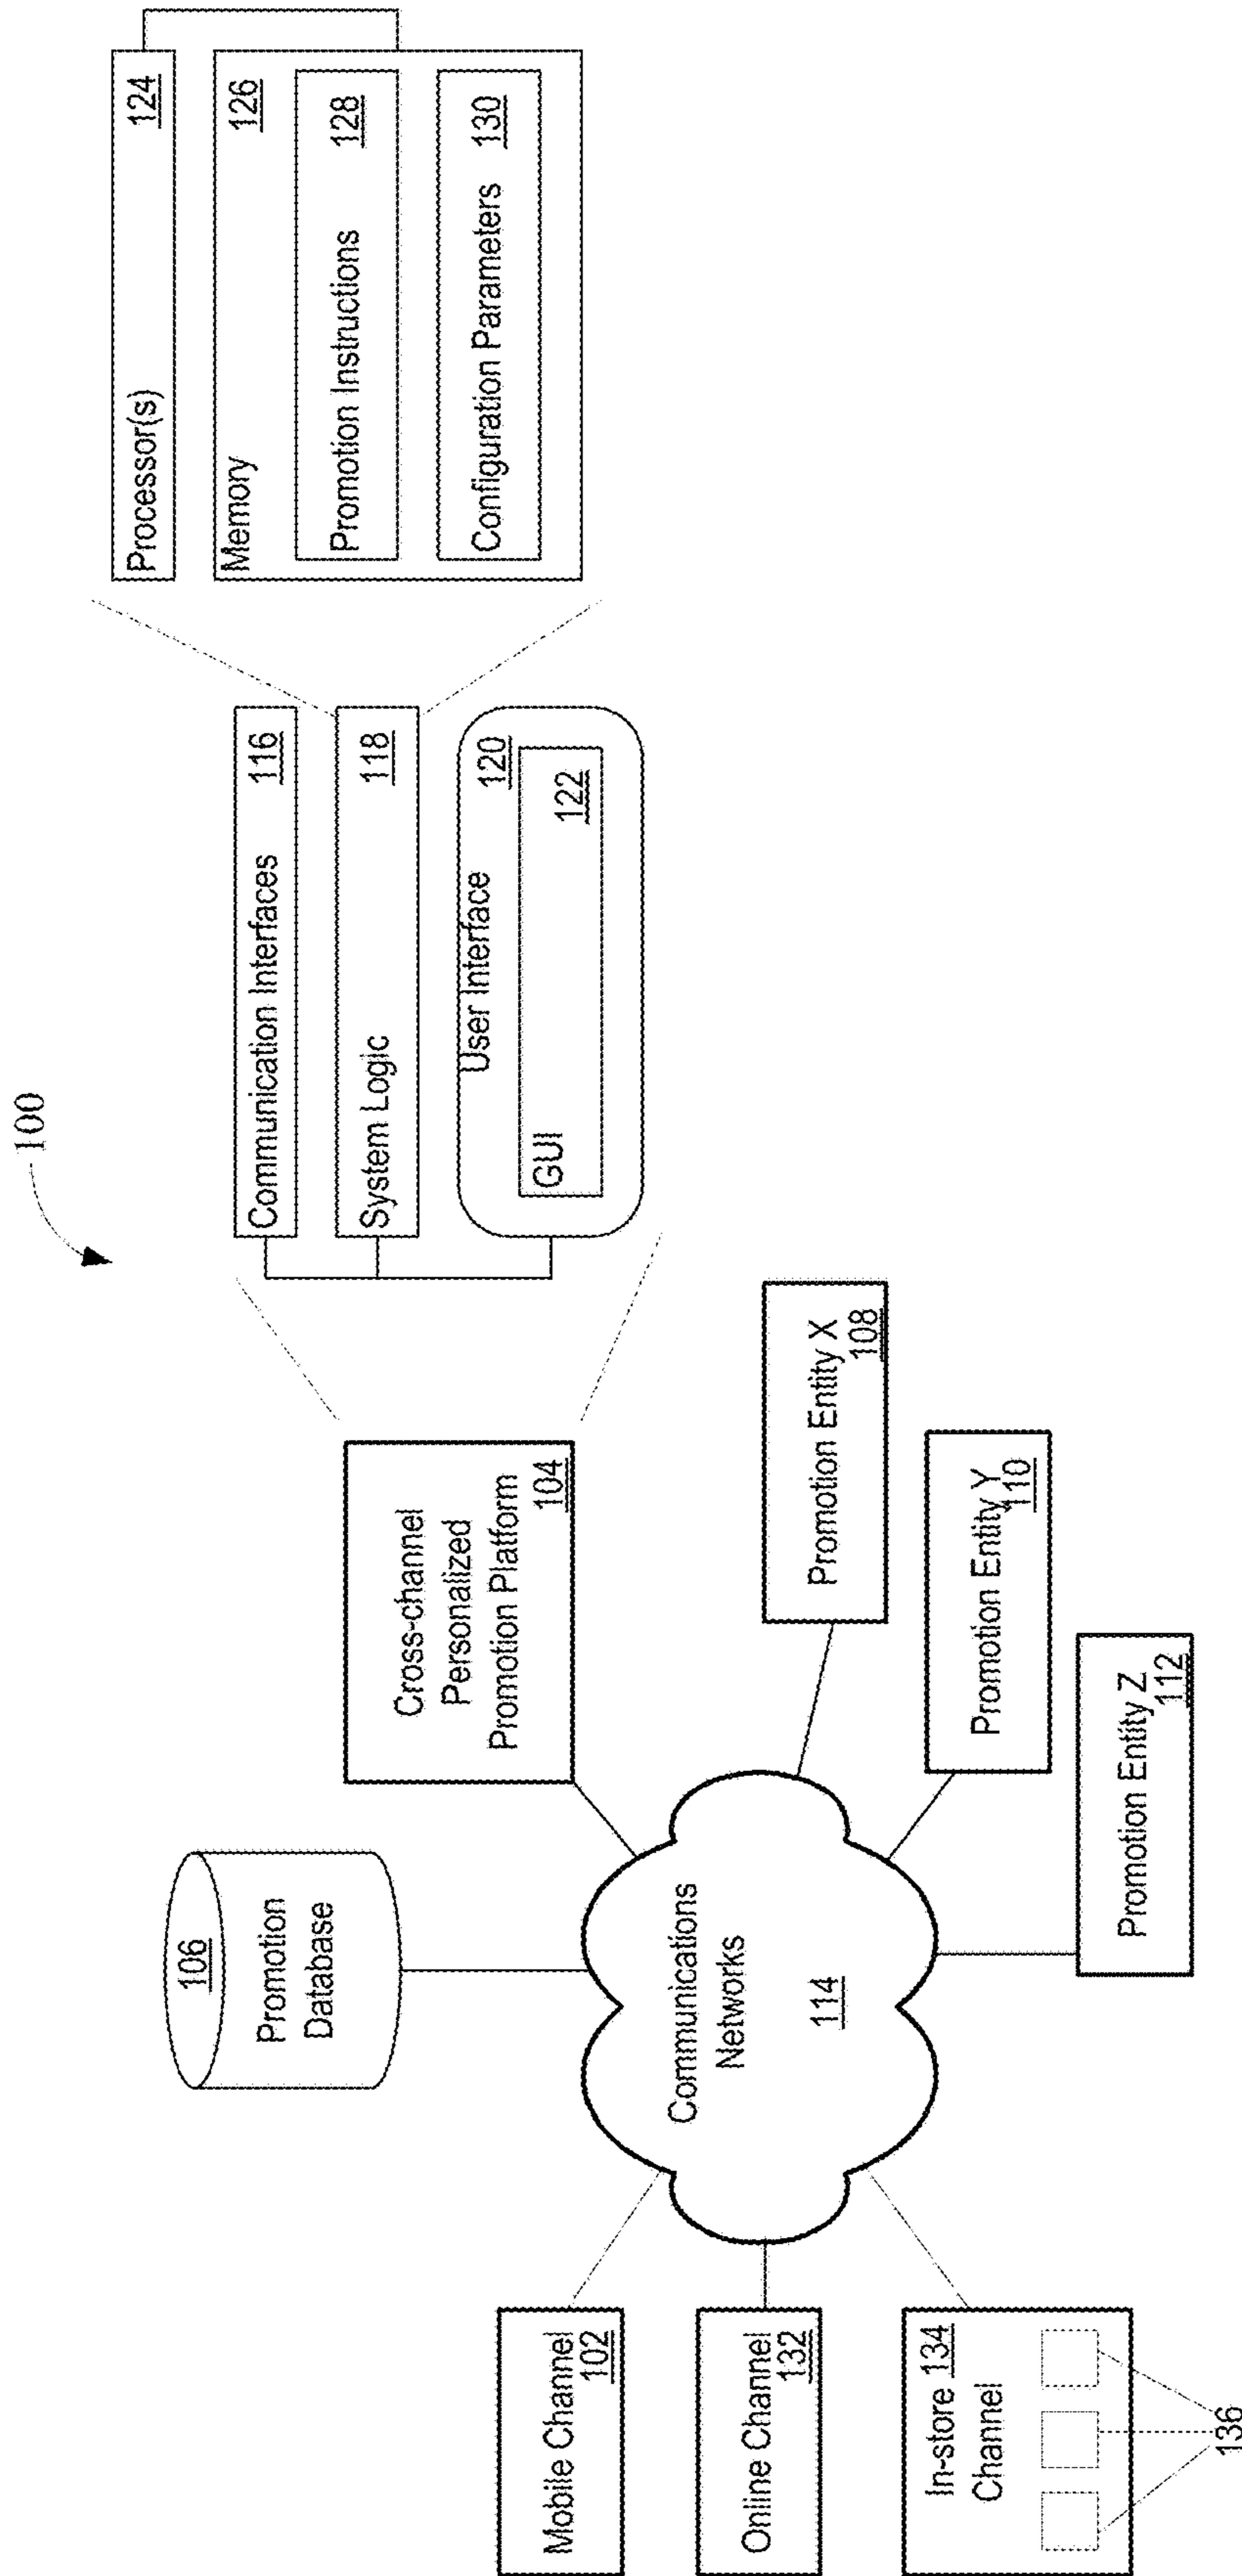 100
Mobile Channel
102
Online Channel
132
In-store 134
Channel
136
106
Promotion
Database
Communications
Networks
114
Cross-channel
Personalized
Promotion Platform
104
Promotion Entity X
108
Promotion Entity Y
110
Promotion Entity Z
112
Communication Interfaces 116
System Logic 118
User Interface 120
GUI 122
Processor(s) 124
Memory 126
Promotion Instructions 128
Configuration Parameters 130